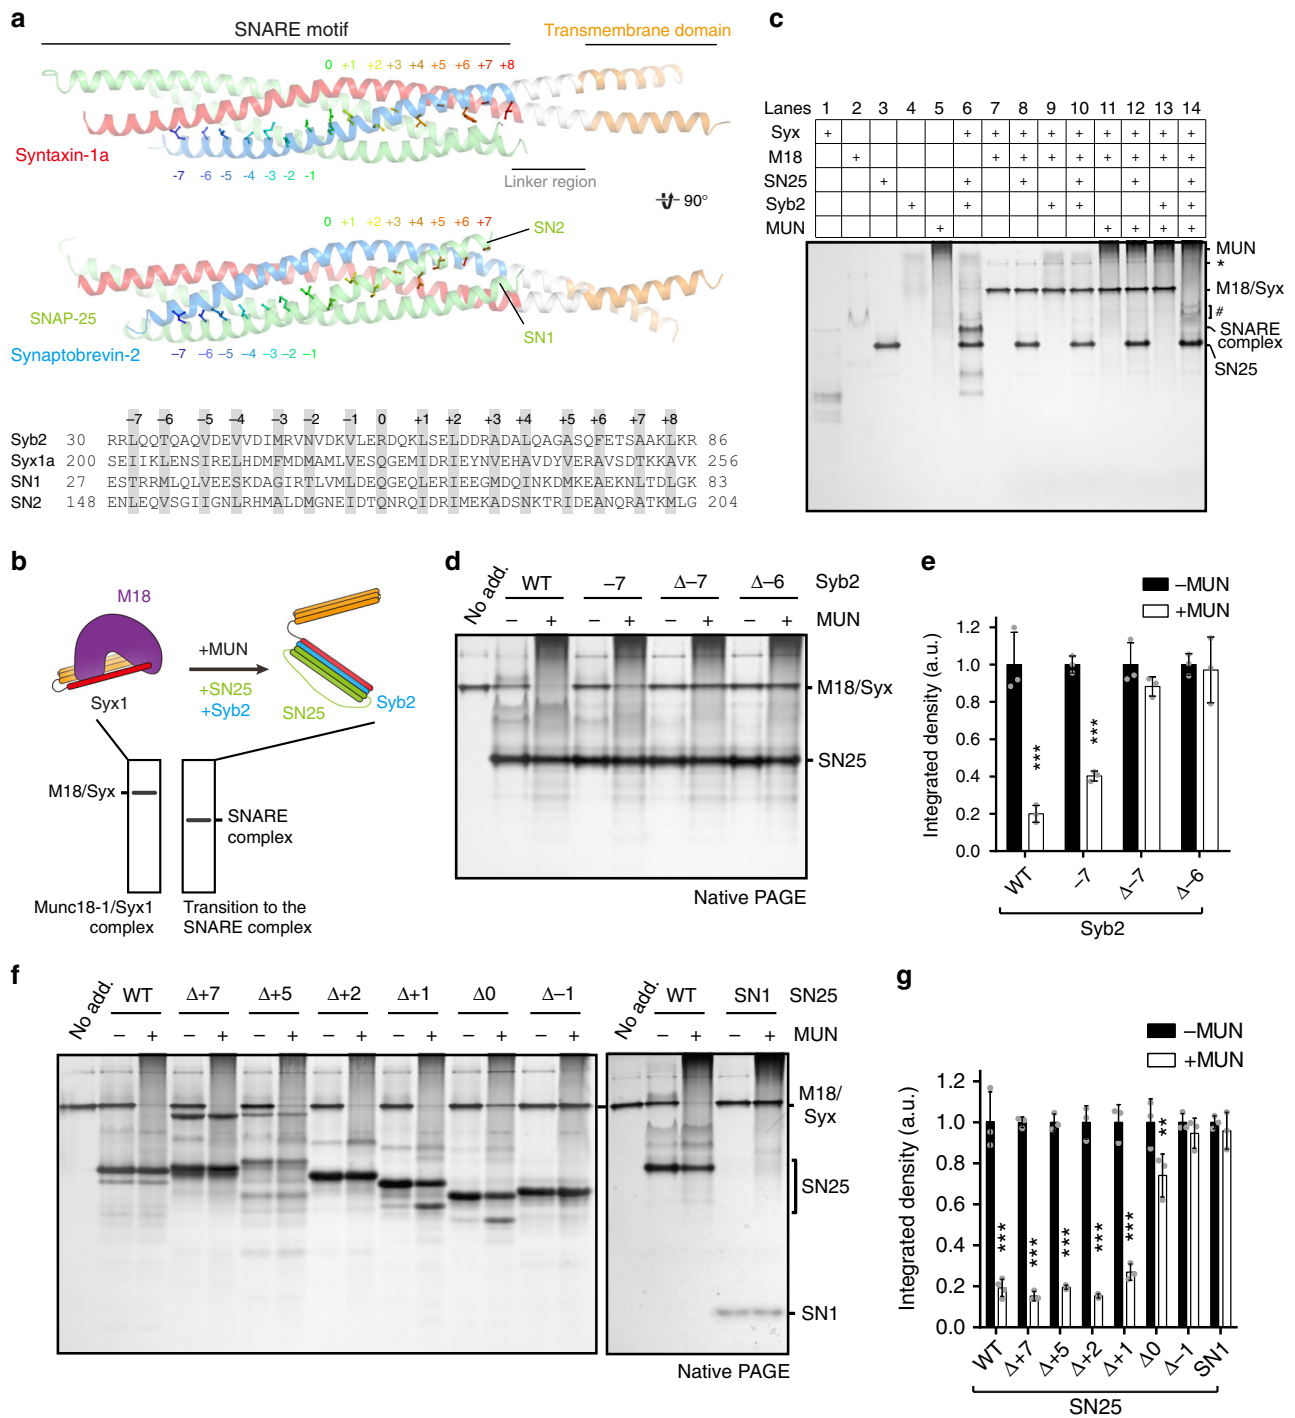 a
SNARE motif
Transmembrane domain
0 +1 +2 +3 +4 +5 +6 +7 +8
Syntaxin-1a
-7 -6 -5 -4 -3 -2 -1
Linker region
90°
0 +1 +2 +3 +4 +5 +6 +7
SN2
SNAP-25
SN1
Synaptobrevin-2
–7 –6 –5 –4 –3 –2 –1
–7 –6 –5 –4 –3 –2 –1 0 +1 +2 +3 +4 +5 +6 +7 +8
Syb2 30 RRLQQTQAQVDEVVDIMRVNVDKVLERDQKLSELDDRADALQAGASQFETSAAKLKR 86
Syx1a 200 SEIIKLENSIRELHDMFMDMAMLVESQGEMIDRIEYNVEHAVDYVERAVSDTKKAVK 256
SN1 27 ESTRRMLQLVEESKDAGIRTLVMLDEQGEQLERIEEGMDQINKDMKEAEKNLTDLGK 83
SN2 148 ENLEQVSGIIGNLRHMALDMGNEIDTQNRQIDRIMEKADSNKTRIDEANQRATKMLG 204
b
M18
Syx1
+MUN
+SN25
+Syb2
SN25
Syb2
M18/Syx
SNARE
complex
Munc18-1/Syx1
complex
Transition to the
SNARE complex
c
Lanes 1 2 3 4 5 6 7 8 9 10 11 12 13 14
Syx + + + + + + + + + +
M18 + + + + + + + + +
SN25 + + + + + +
Syb2 + + + + + +
MUN + + + + +
MUN
*
M18/Syx
#
SNARE
complex
SN25
d
No add. WT –7 Δ–7 Δ–6 Syb2
– + – + – + – + MUN
M18/Syx
SN25
Native PAGE
e
–MUN
+MUN
Integrated density (a.u.)
1.2
1.0
0.8
0.6
0.4
0.2
0.0
***
***
WT –7 Δ–7 Δ–6
Syb2
f
No add. WT Δ+7 Δ+5 Δ+2 Δ+1 Δ0 Δ–1 No add. WT SN1 SN25
– + – + – + – + – + – + – + – + – + MUN
M18/
Syx
SN25
SN1
Native PAGE
g
–MUN
+MUN
Integrated density (a.u.)
1.2
1.0
0.8
0.6
0.4
0.2
0.0
***
***
***
***
***
**
WT Δ+7 Δ+5 Δ+2 Δ+1 Δ0 Δ–1 SN1
SN25